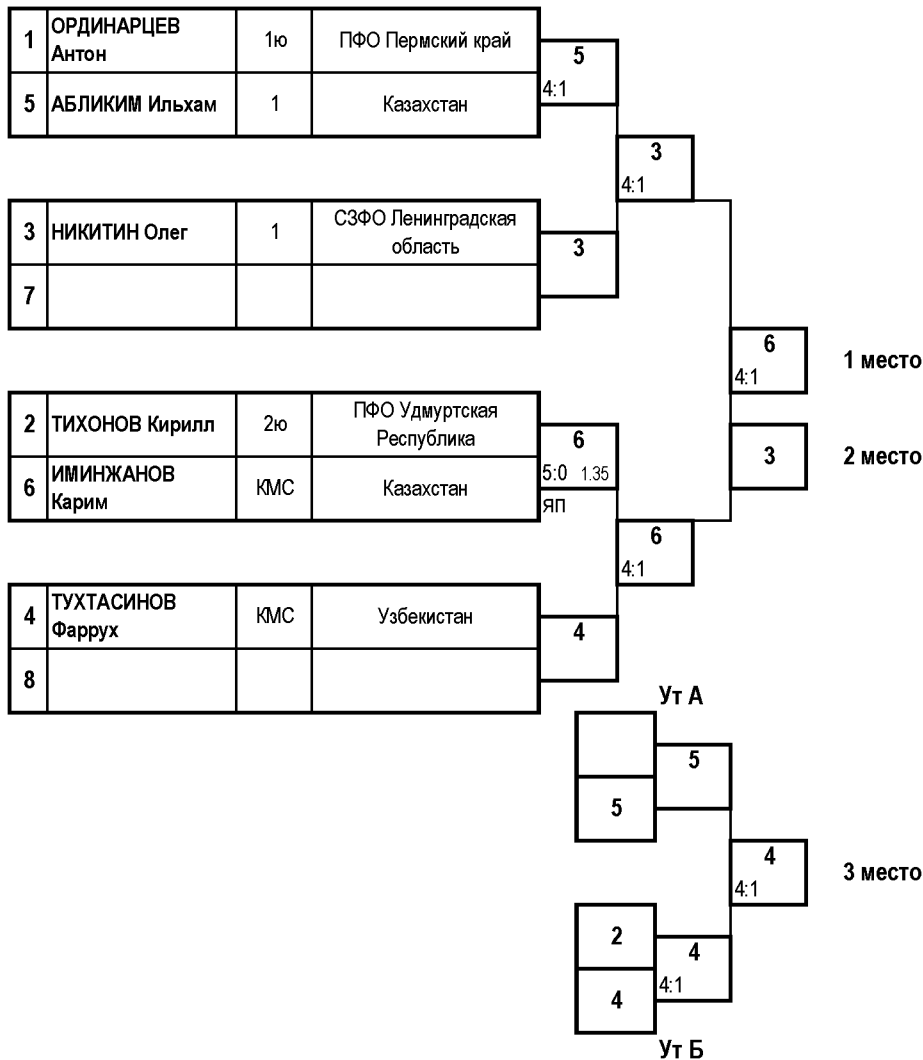 1 ОРДИНАРЦЕВ Антон 1ю ПФО Пермский край
5
4:1
5 АБЛИКИМ Ильхам 1 Казахстан
3
4:1
3 НИКИТИН Олег 1 СЗФО Ленинградская область
3
7
6
4:1
1 место
2 ТИХОНОВ Кирилл 2ю ПФО Удмуртская Республика
6
5:0 1.35
ЯП
3
2 место
6 ИМИНЖАНОВ Карим КМС Казахстан
6
4:1
4 ТУХТАСИНОВ Фаррух КМС Узбекистан
4
8
Ут А
5
5
4
4:1
3 место
2
4
4:1
4
Ут Б